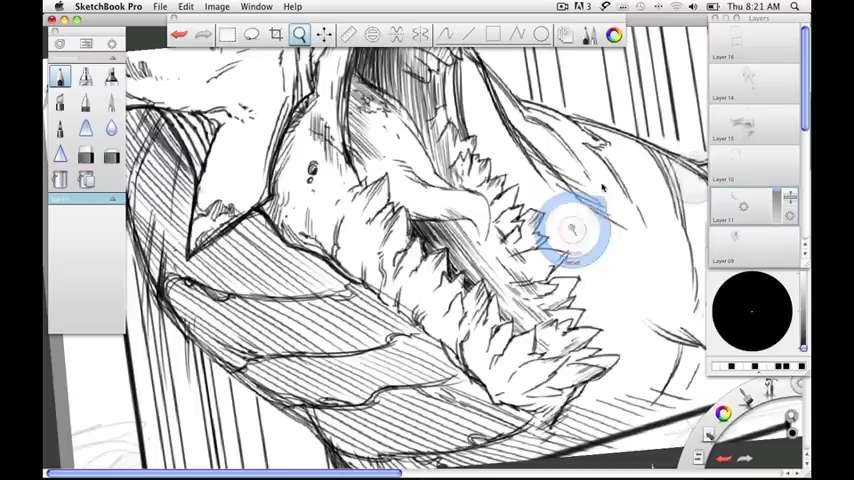 SketchBook Pro File Edit Image Window Help
3
Thu 8:21 AM
Layers
Layer 16
Layer 14
Layer 15
Layer 10
Layer 11
Layer 09